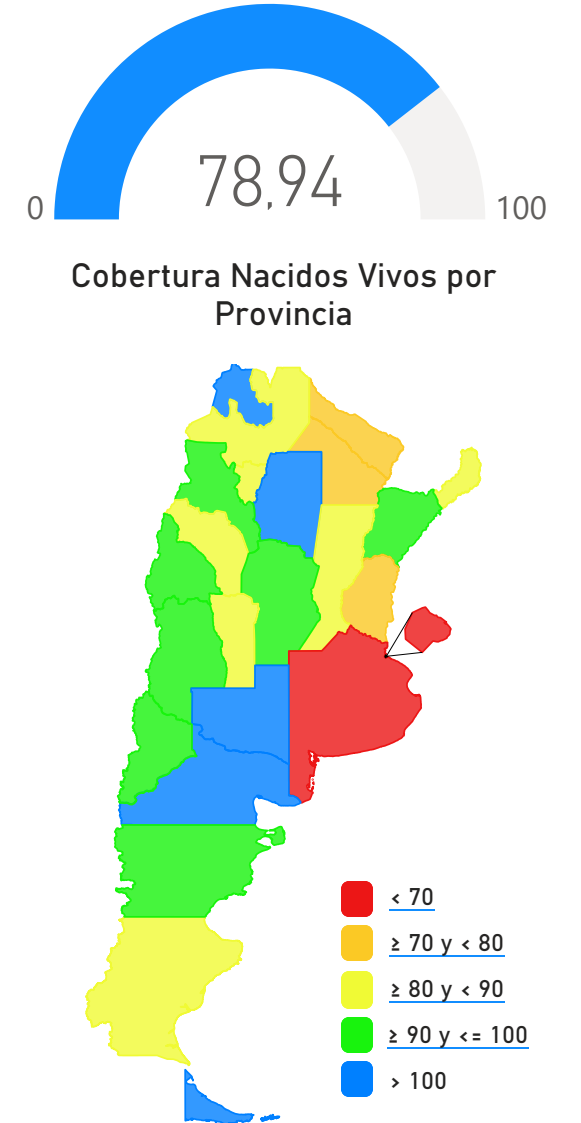 78,94
0
100
Cobertura Nacidos Vivos por
Provincia
< 70
≥ 70 y < 80
≥ 80 y < 90
≥ 90 y <= 100
> 100